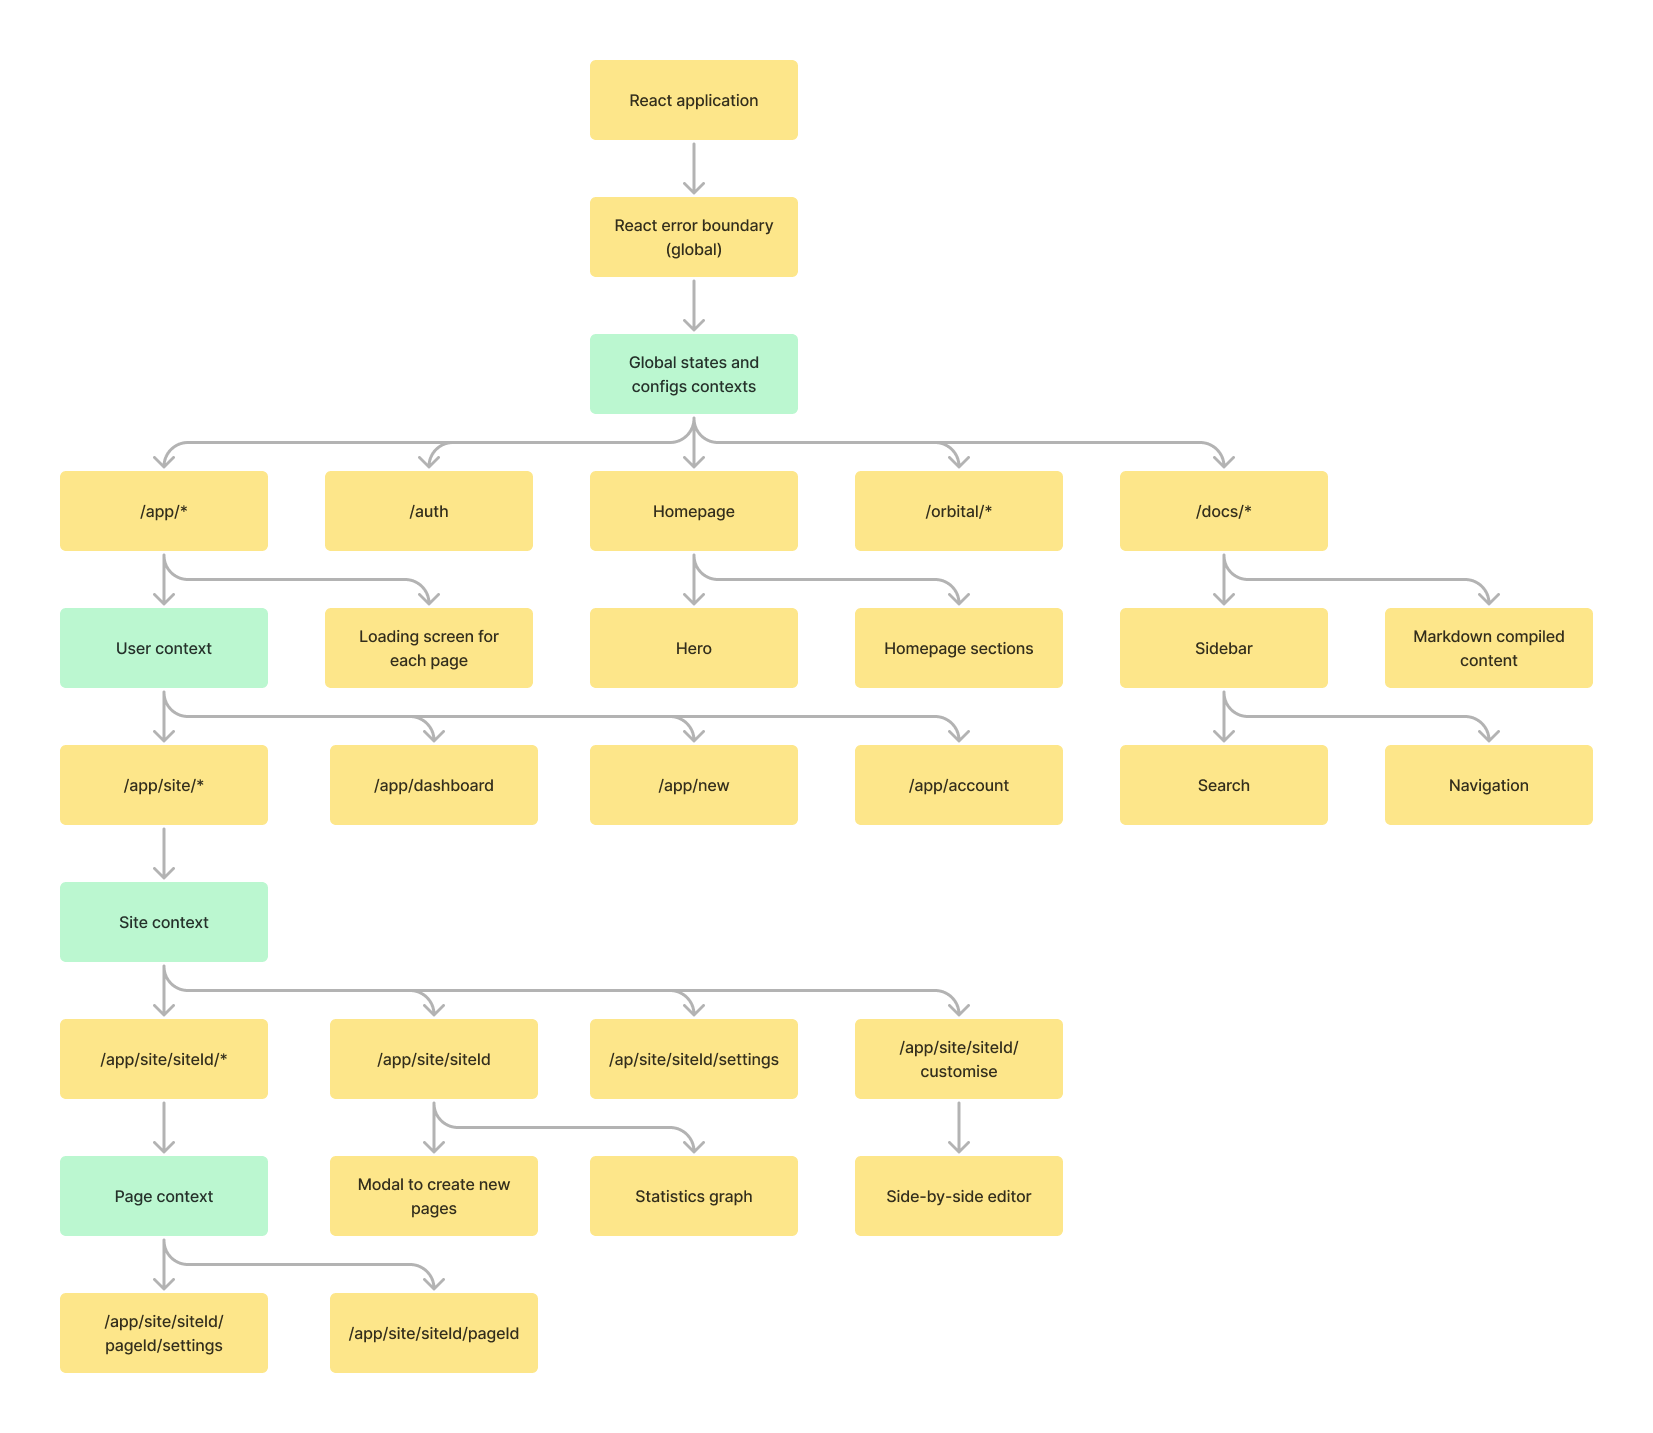 React application
React error boundary
(global)
Global states and
configs contexts
/app/*
/auth
Homepage
/orbital/*
/docs/*
User context
Loading screen for
each page
Hero
Homepage sections
Sidebar
Markdown compiled
content
/app/site/*
/app/dashboard
/app/new
/app/account
Search
Navigation
Site context
/app/site/siteId/*
/app/site/siteId
/ap/site/siteId/settings
/app/site/siteId/
customise
Page context
Modal to create new
pages
Statistics graph
Side-by-side editor
/app/site/siteId/
pageId/settings
/app/site/siteId/pageId